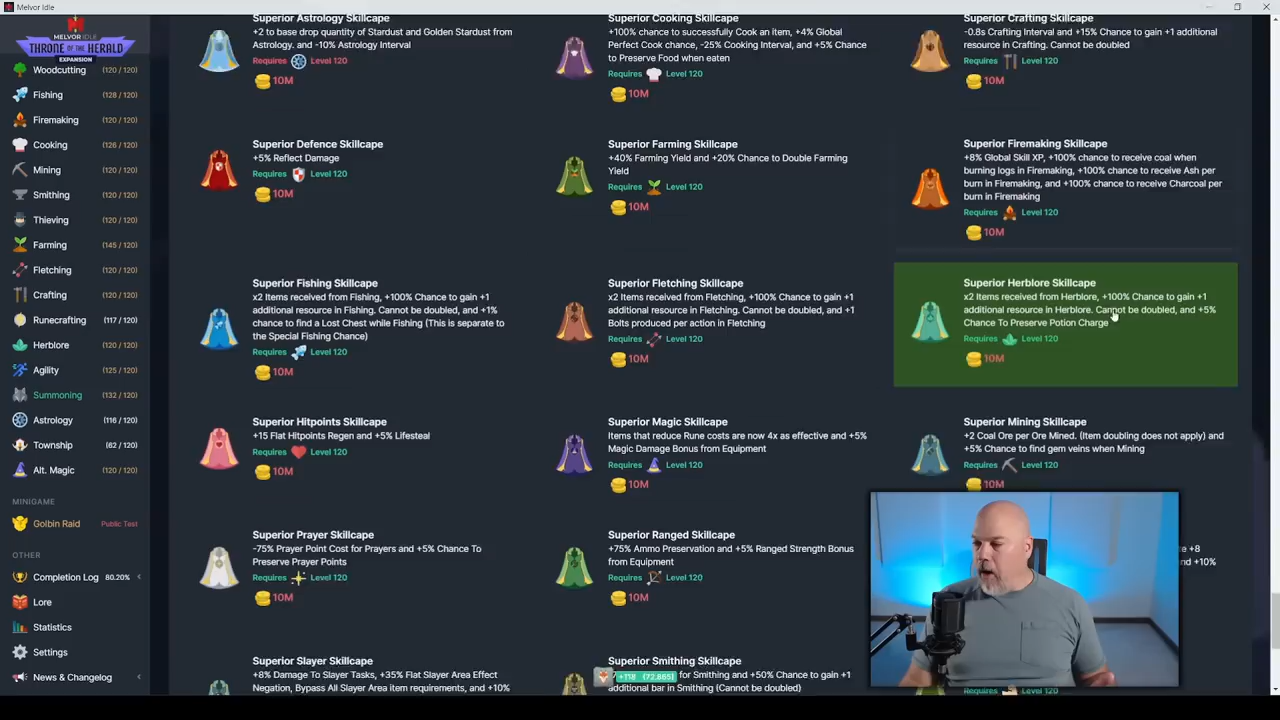 Melvor Idle
MELVOR IDLE
THRONE OF THE HERALD
EXPANSION
Woodcutting (120 / 120)
Fishing (128 / 120)
Firemaking (120 / 120)
Cooking (126 / 120)
Mining (120 / 120)
Smithing (120 / 120)
Thieving (120 / 120)
Farming (145 / 120)
Fletching (120 / 120)
Crafting (120 / 120)
Runecrafting (117 / 120)
Herblore (120 / 120)
Agility (125 / 120)
Summoning (132 / 120)
Astrology (116 / 120)
Township (82 / 120)
Alt. Magic (120 / 120)
MINIGAME
Golbin Raid Public Test
OTHER
Completion Log 80.20%
Lore
Statistics
Settings
News & Changelog
Superior Astrology Skillcape
+2 to base drop quantity of Stardust and Golden Stardust from
Astrology. and -10% Astrology Interval
Requires Level 120
10M
Superior Cooking Skillcape
+100% chance to successfully Cook an item, +4% Global
Perfect Cook chance, -25% Cooking Interval, and +5% Chance
to Preserve Food when eaten
Requires Level 120
10M
Superior Crafting Skillcape
-0.8s Crafting Interval and +15% Chance to gain +1 additional
resource in Crafting. Cannot be doubled
Requires Level 120
10M
Superior Defence Skillcape
+5% Reflect Damage
Requires Level 120
10M
Superior Farming Skillcape
+40% Farming Yield and +20% Chance to Double Farming
Yield
Requires Level 120
10M
Superior Firemaking Skillcape
+8% Global Skill XP, +100% chance to receive coal when
burning logs in Firemaking, +100% chance to receive Ash per
burn in Firemaking, and +100% chance to receive Charcoal per
burn in Firemaking
Requires Level 120
10M
Superior Fishing Skillcape
x2 Items received from Fishing, +100% Chance to gain +1
additional resource in Fishing. Cannot be doubled, and +1%
chance to find a Lost Chest while Fishing (This is separate to
the Special Fishing Chance)
Requires Level 120
10M
Superior Fletching Skillcape
x2 Items received from Fletching, +100% Chance to gain +1
additional resource in Fletching. Cannot be doubled, and +1
Bolts produced per action in Fletching
Requires Level 120
10M
Superior Herblore Skillcape
x2 Items received from Herblore, +100% Chance to gain +1
additional resource in Herblore. Cannot be doubled, and +5%
Chance To Preserve Potion Charge
Requires Level 120
10M
Superior Hitpoints Skillcape
+15 Flat Hitpoints Regen and +5% Lifesteal
Requires Level 120
10M
Superior Magic Skillcape
Items that reduce Rune costs are now 4x as effective and +5%
Magic Damage Bonus from Equipment
Requires Level 120
10M
Superior Mining Skillcape
+2 Coal Ore per Ore Mined. (Item doubling does not apply) and
+5% Chance to find gem veins when Mining
Requires Level 120
10M
Superior Prayer Skillcape
-75% Prayer Point Cost for Prayers and +5% Chance To
Preserve Prayer Points
Requires Level 120
10M
Superior Ranged Skillcape
+75% Ammo Preservation and +5% Ranged Strength Bonus
from Equipment
Requires Level 120
10M
+8
+10%
Superior Slayer Skillcape
+8% Damage To Slayer Tasks, +35% Flat Slayer Area Effect
Negation, Bypass All Slayer Area item requirements, and +10%
Superior Smithing Skillcape
for Smithing and +50% Chance to gain +1
additional bar in Smithing (Cannot be doubled)
+118 (72,865)